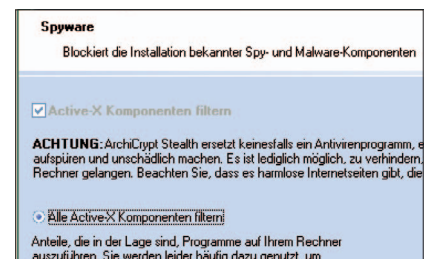 Spyware
Blockiert die Installation bekannter Spy- und Malware-Komponenten
Active-X Komponenten filtern
ACHTUNG: ArchiCrypt Stealth ersetzt keinesfalls ein Antivirenprogramm, e
aufspüren und unschädlich machen. Es ist lediglich möglich, zu verhindern,
Rechner gelangen. Beachten Sie, dass es harmlose Internetseiten gibt, die
Alle Active-X Komponenten filtern
Anteile, die in der Lage sind, Programme auf Ihrem Rechner
auszuführen. Sie werden leider häufig dazu genutzt, um